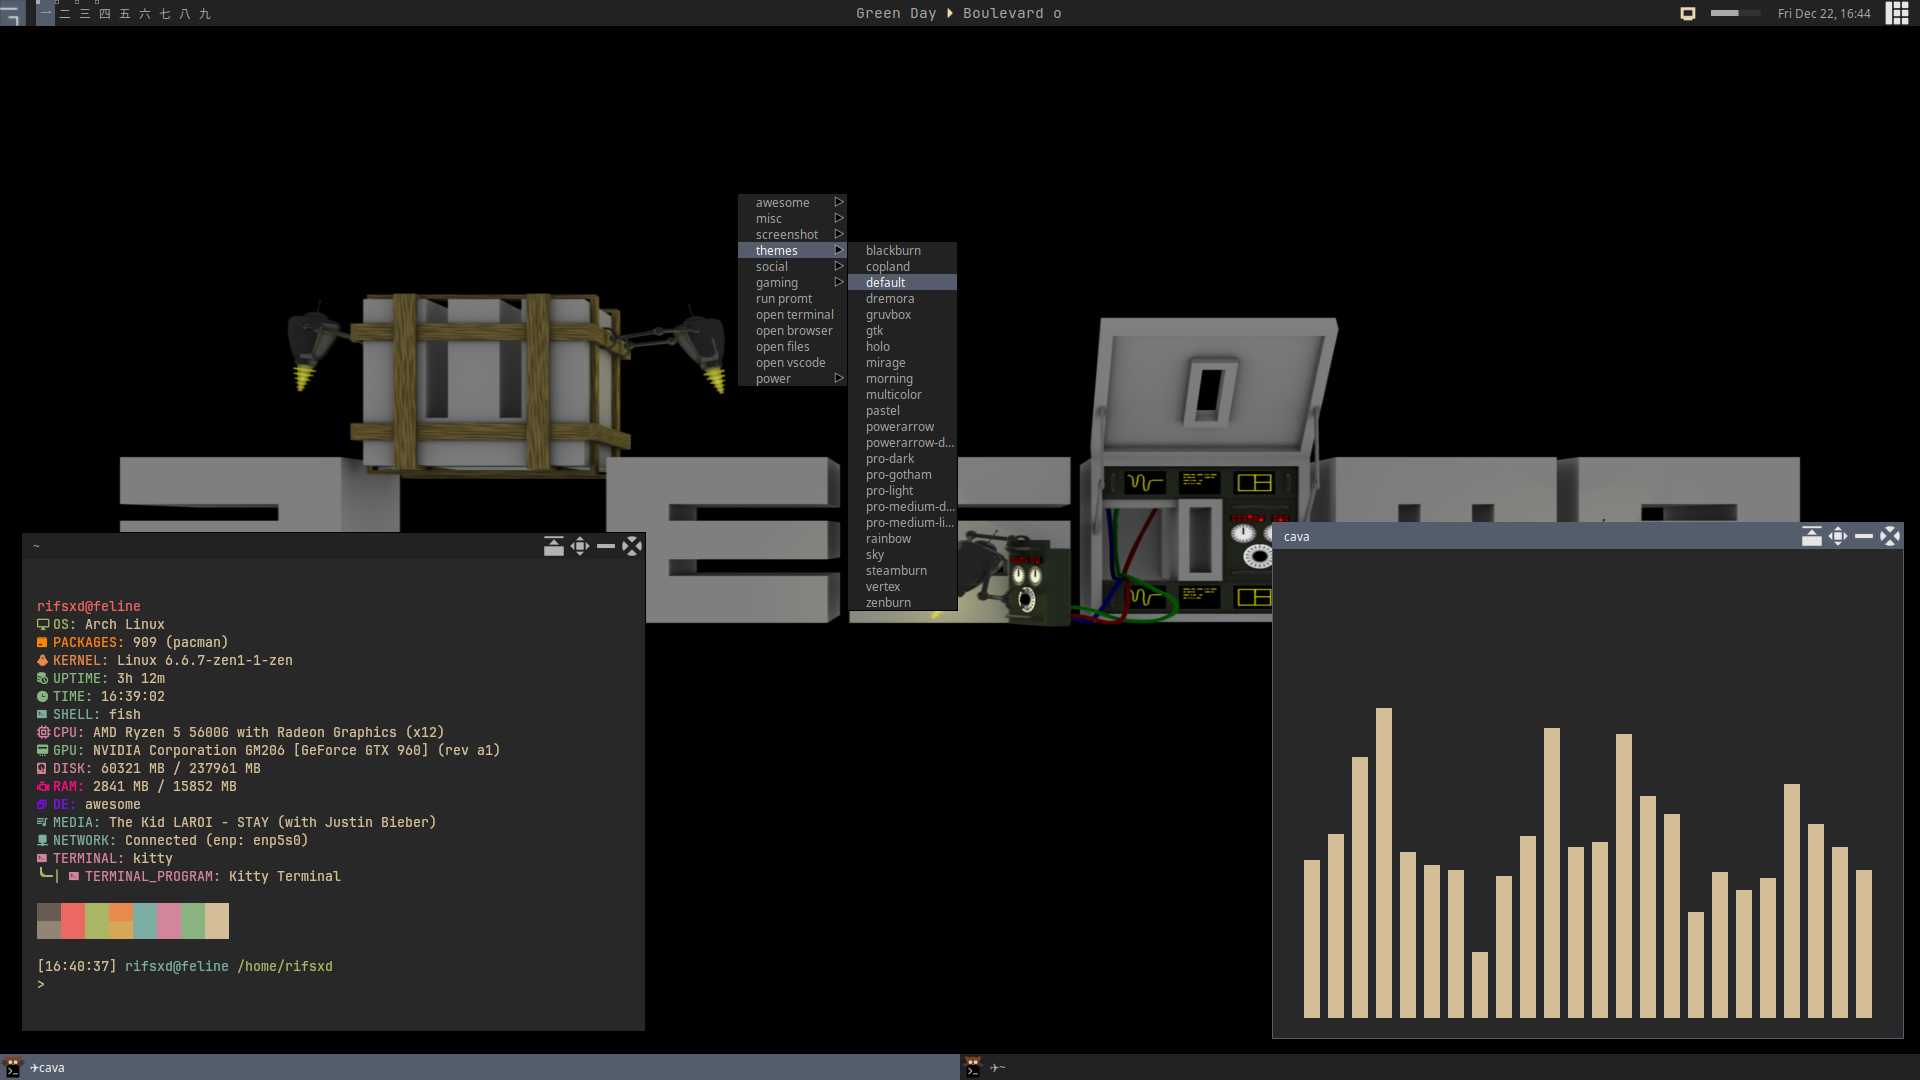 一 二 三 四 五 六 七 八 九
Green Day ▸ Boulevard o
Fri Dec 22, 16:44
awesome
misc
screenshot
themes
social
gaming
run promt
open terminal
open browser
open files
open vscode
power
blackburn
copland
default
dremora
gruvbox
gtk
holo
mirage
morning
multicolor
pastel
powerarrow
powerarrow-d...
pro-dark
pro-gotham
pro-light
pro-medium-d...
pro-medium-li...
rainbow
sky
steamburn
vertex
zenburn
~
rifsxd@feline
OS: Arch Linux
PACKAGES: 909 (pacman)
KERNEL: Linux 6.6.7-zen1-1-zen
UPTIME: 3h 12m
TIME: 16:39:02
SHELL: fish
CPU: AMD Ryzen 5 5600G with Radeon Graphics (x12)
GPU: NVIDIA Corporation GM206 [GeForce GTX 960] (rev a1)
DISK: 60321 MB / 237961 MB
RAM: 2841 MB / 15852 MB
DE: awesome
MEDIA: The Kid LAROI - STAY (with Justin Bieber)
NETWORK: Connected (enp: enp5s0)
TERMINAL: kitty
TERMINAL_PROGRAM: Kitty Terminal
[16:40:37] rifsxd@feline /home/rifsxd
>
cava
✈cava
✈~